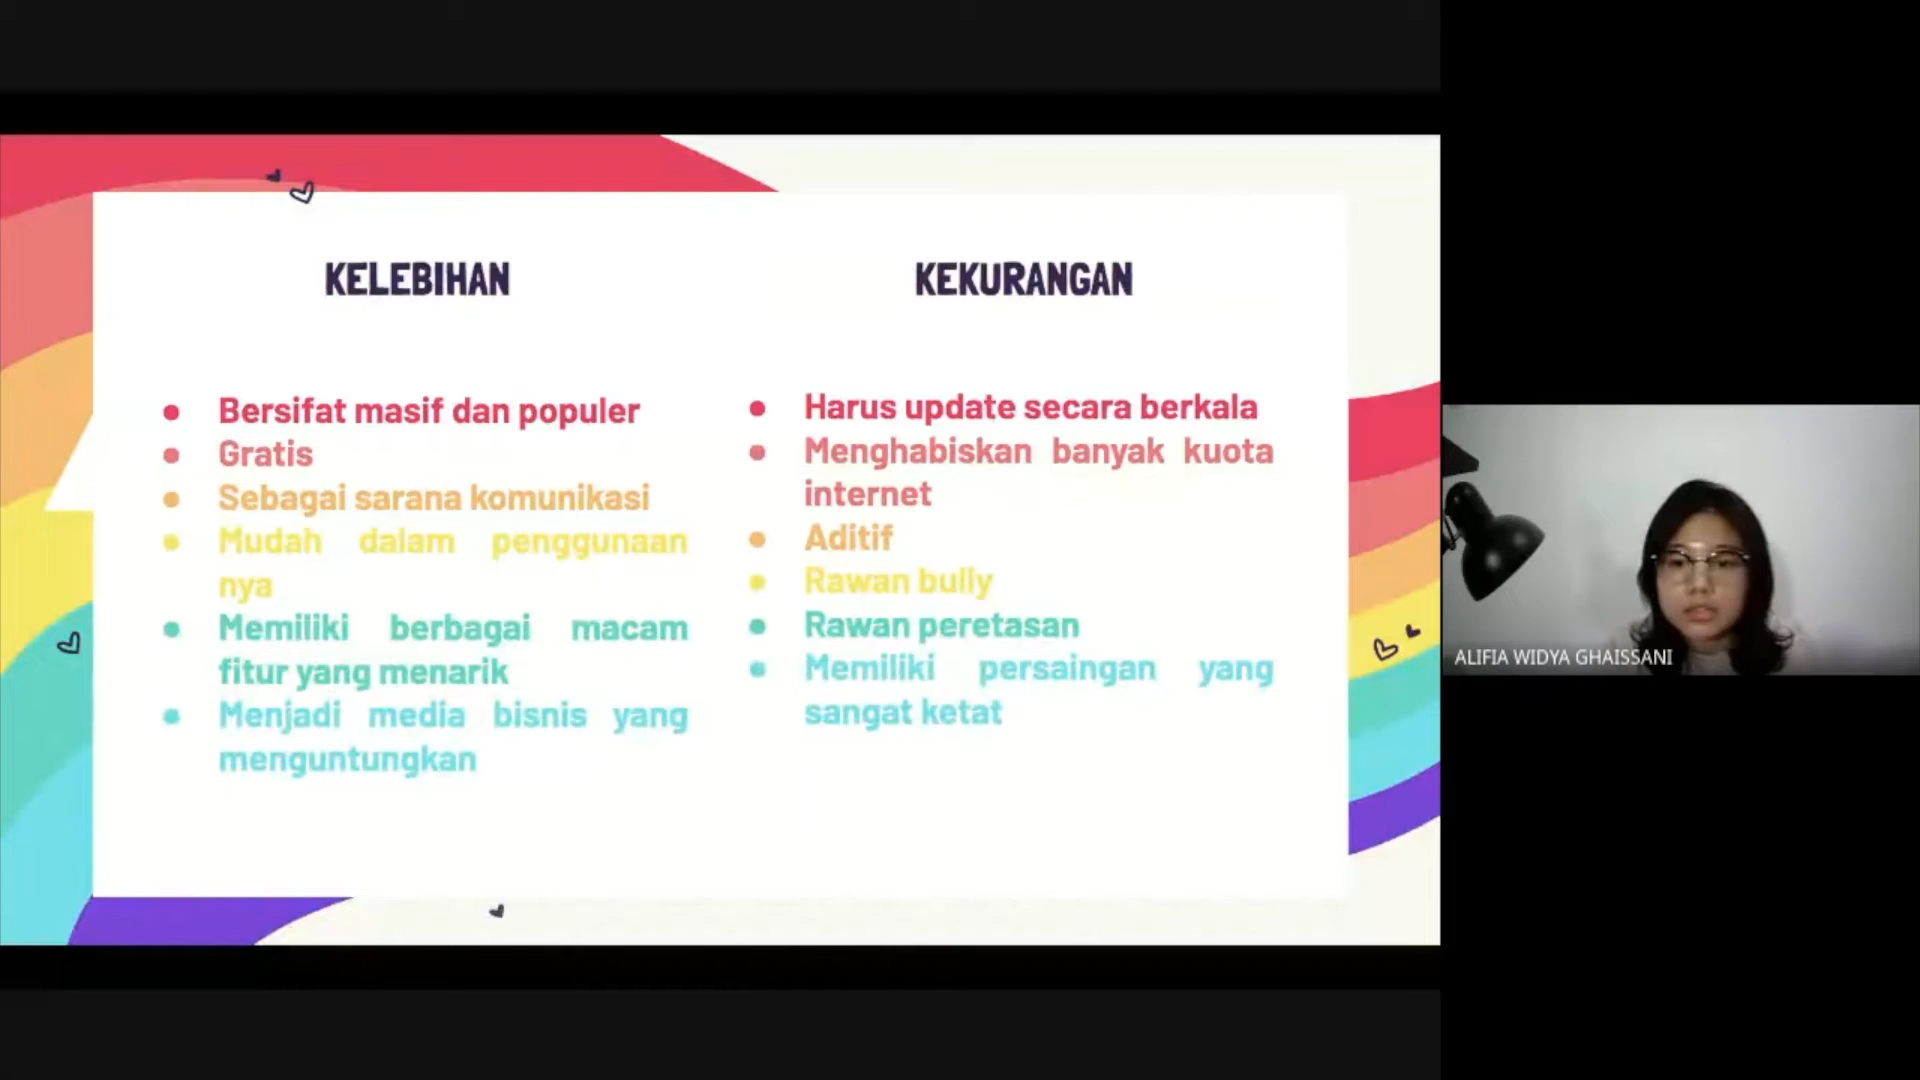 KELEBIHAN
Bersifat masif dan populer
Gratis
Sebagai sarana komunikasi
Mudah dalam penggunaan
nya
Memiliki berbagai macam
fitur yang menarik
Menjadi media bisnis yang
menguntungkan
KEKURANGAN
Harus update secara berkala
Menghabiskan banyak kuota
internet
Aditif
Rawan bully
Rawan peretasan
Memiliki persaingan yang
sangat ketat
ALIFIA WIDYA GHAISSANI